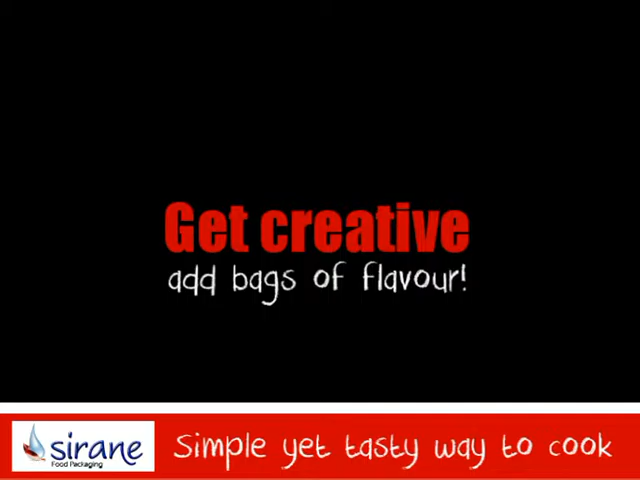 Get creative
add bags of flavour!
sirane
Food Packaging
Simple yet tasty way to cook